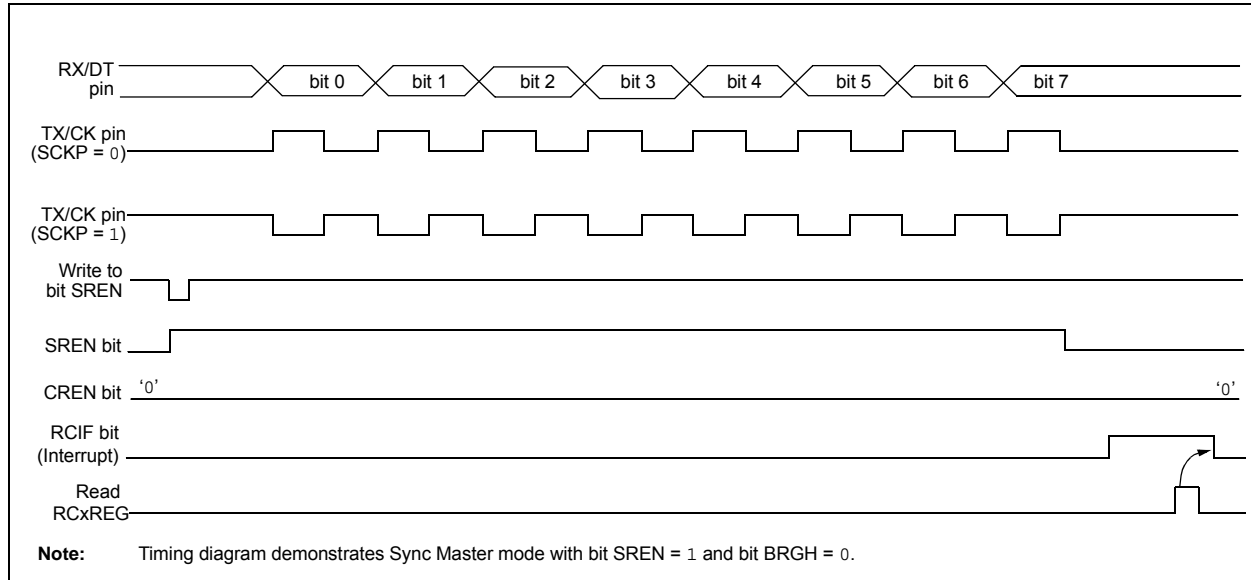 RX/DT
pin
bit 0 bit 1 bit 2 bit 3 bit 4 bit 5 bit 6 bit 7
TX/CK pin
(SCKP = 0)
TX/CK pin
(SCKP = 1)
Write to
bit SREN
SREN bit
CREN bit ‘0’ ‘0’
RCIF bit
(Interrupt)
Read
RCxREG
Note: Timing diagram demonstrates Sync Master mode with bit SREN = 1 and bit BRGH = 0.